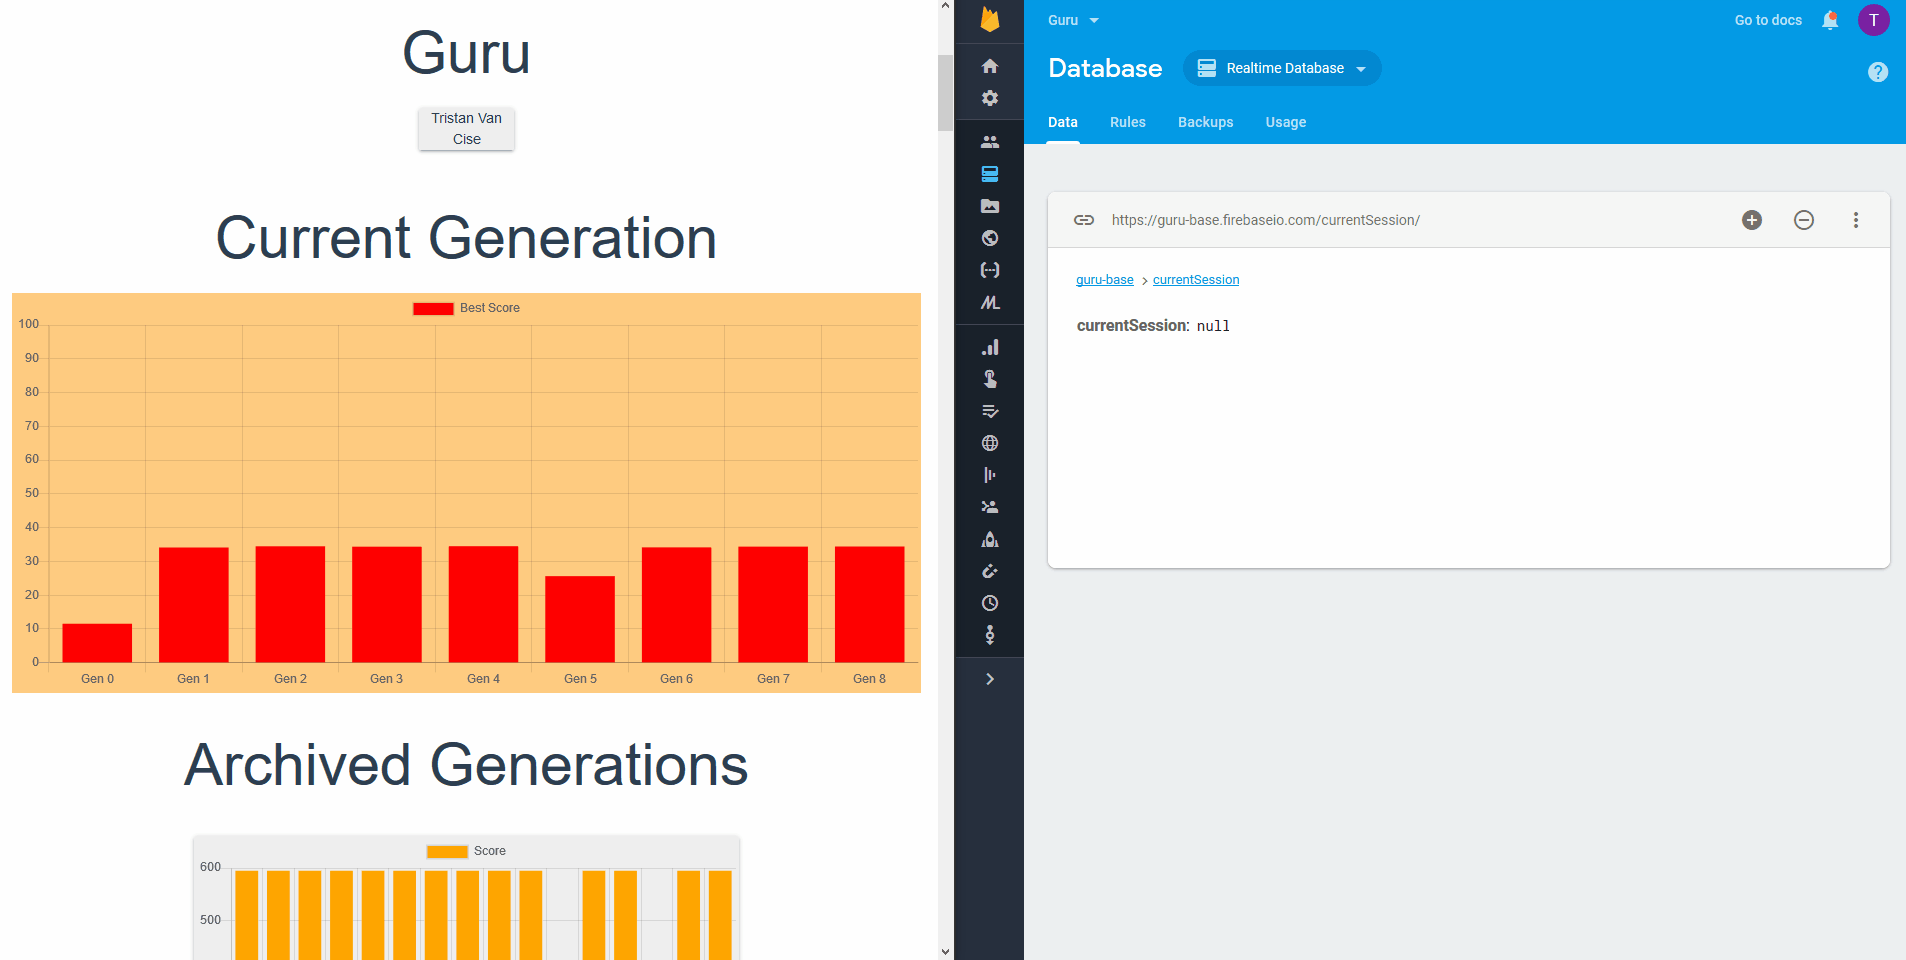 Guru
Tristan Van
Cise
Current Generation
Best Score
100
90
80
70
60
50
40
30
20
10
0
Gen 0 Gen 1 Gen 2 Gen 3 Gen 4 Gen 5 Gen 6 Gen 7 Gen 8
Archived Generations
Score
600
500
Guru
Go to docs
T
Database
Realtime Database
?
Data Rules Backups Usage
https://guru-base.firebaseio.com/currentSession/
guru-base > currentSession
currentSession: null